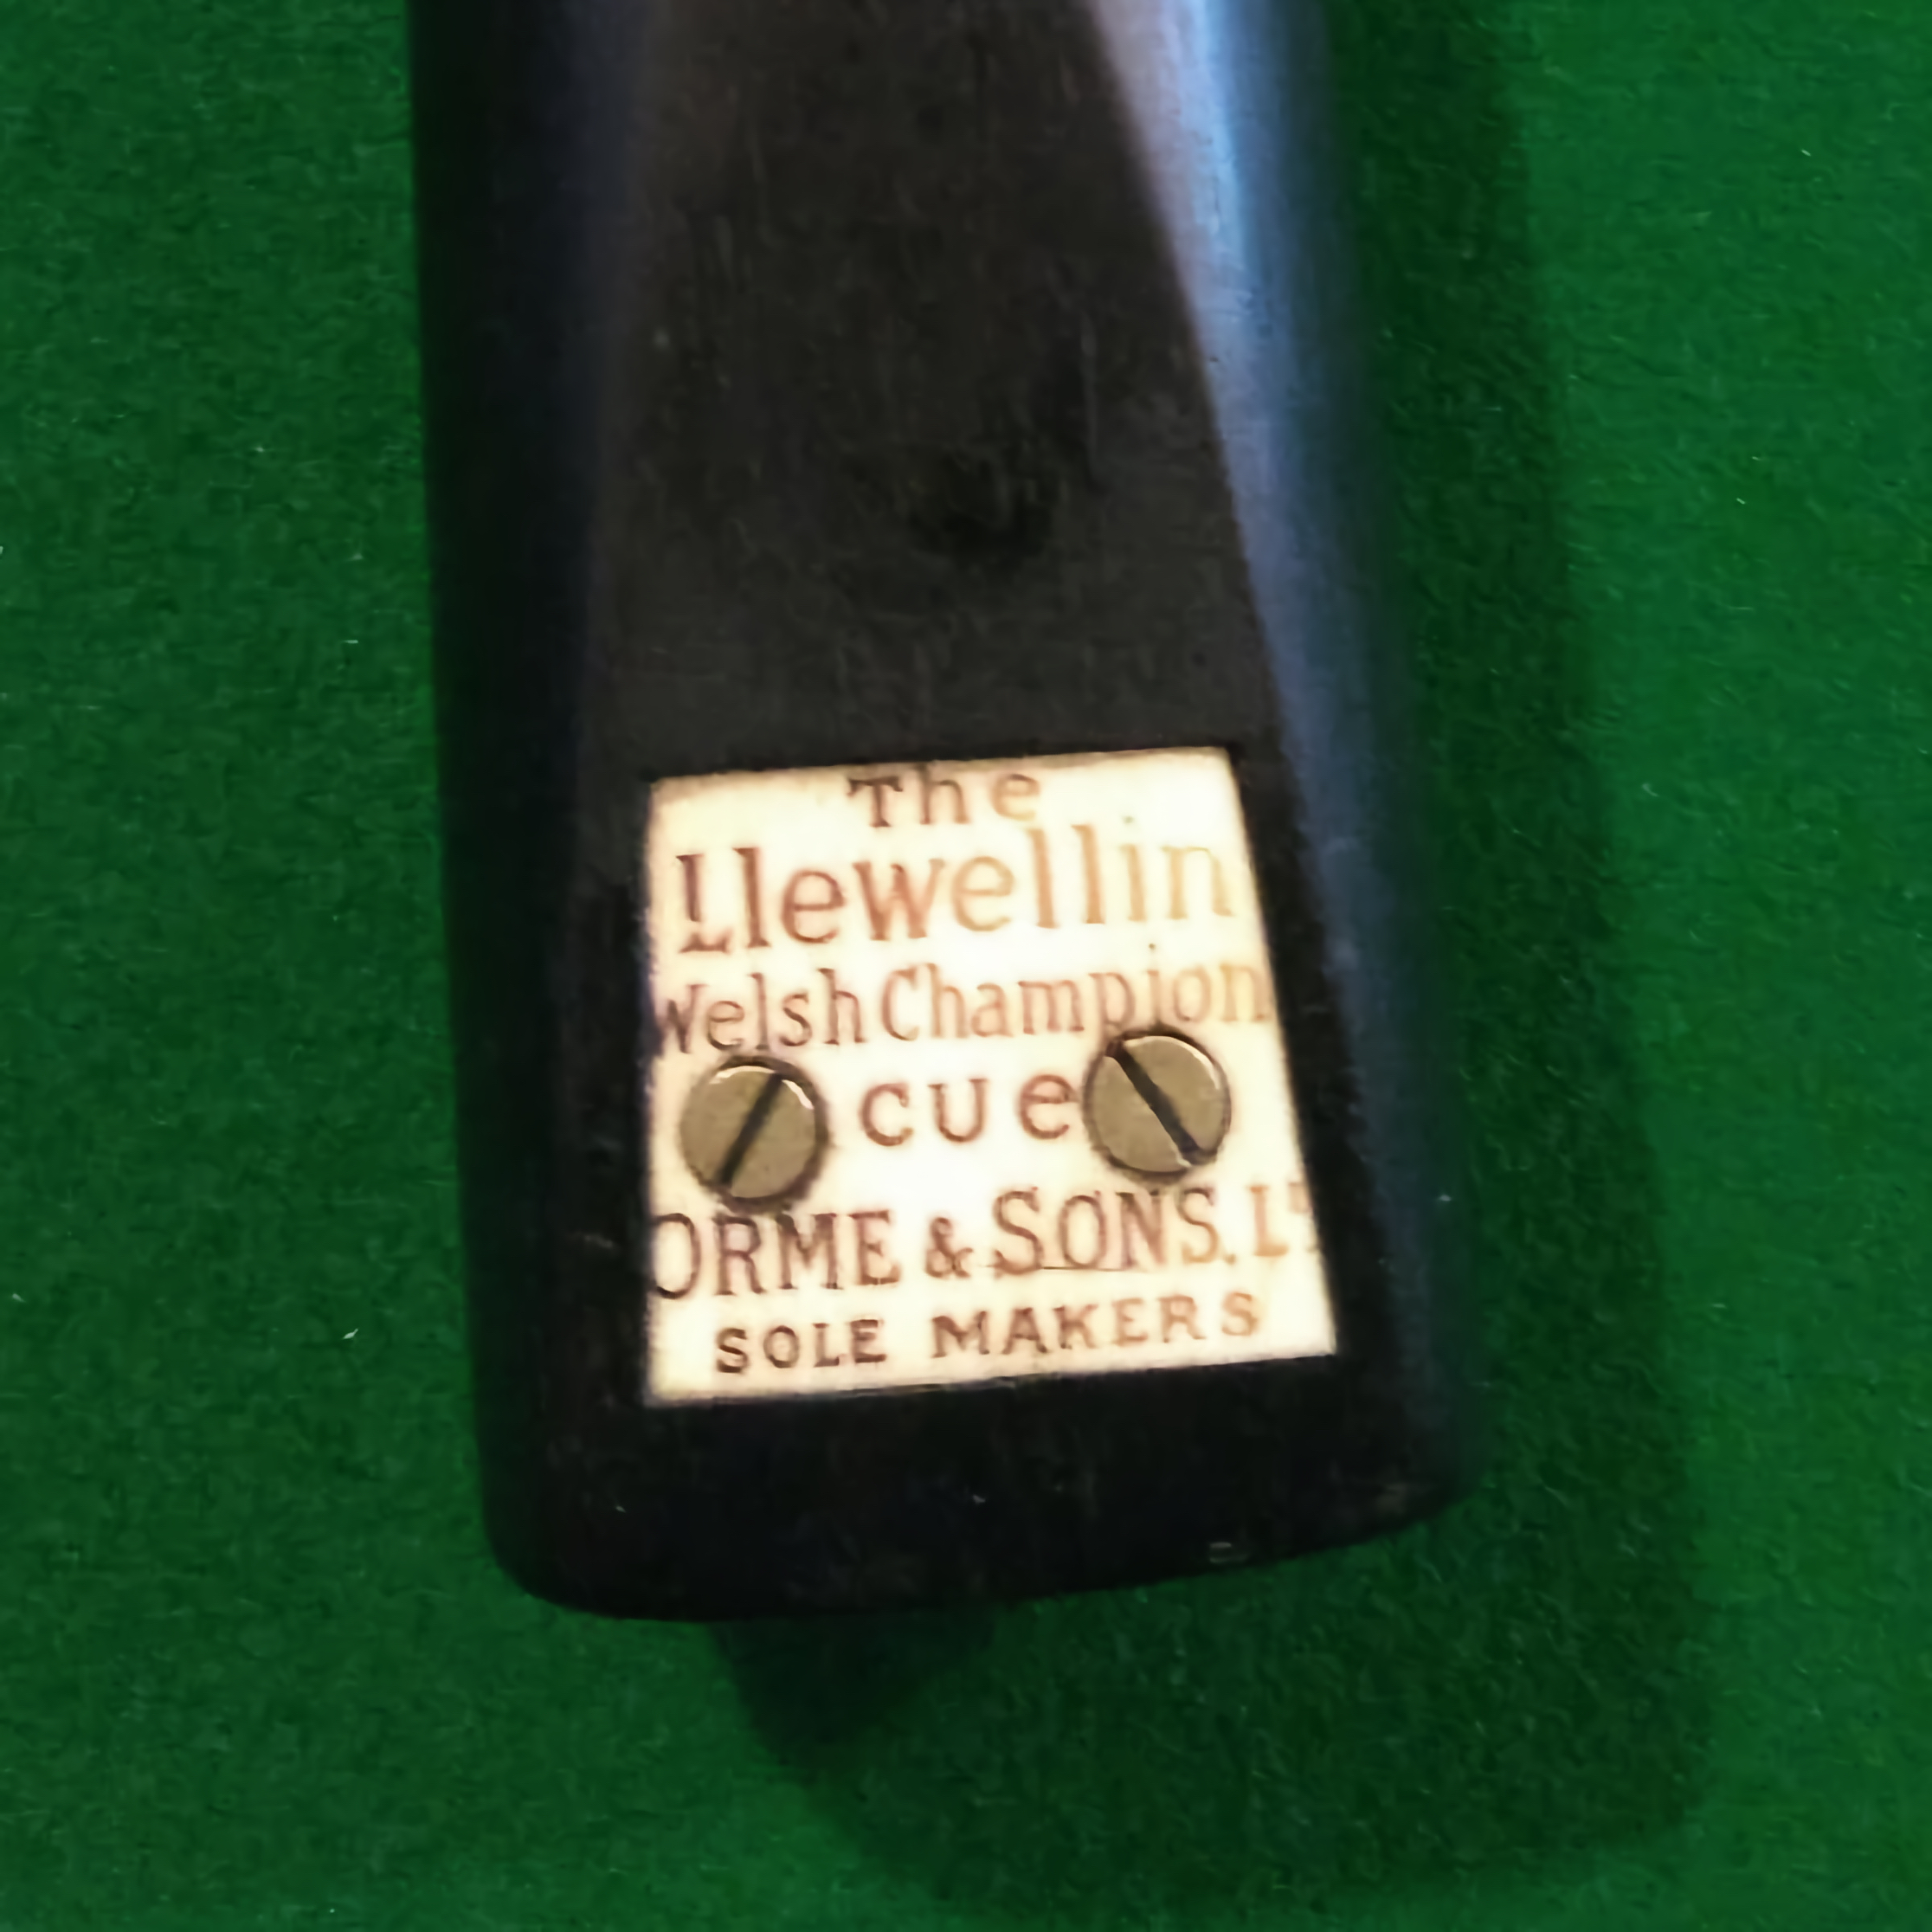 The
Llewellin
Welsh Champion
cue
ORME & SONS. Ld
SOLE MAKERS